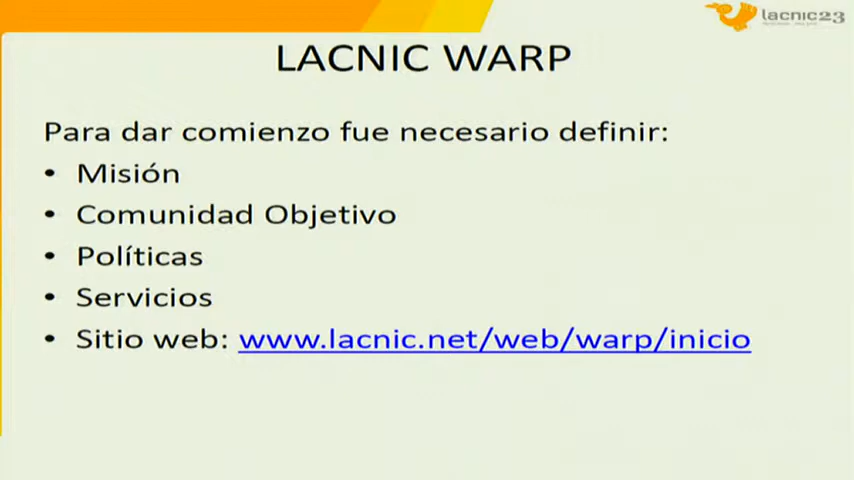 lacnic23
LACNIC WARP
Para dar comienzo fue necesario definir:
• Misión
• Comunidad Objetivo
• Políticas
• Servicios
• Sitio web: www.lacnic.net/web/warp/inicio